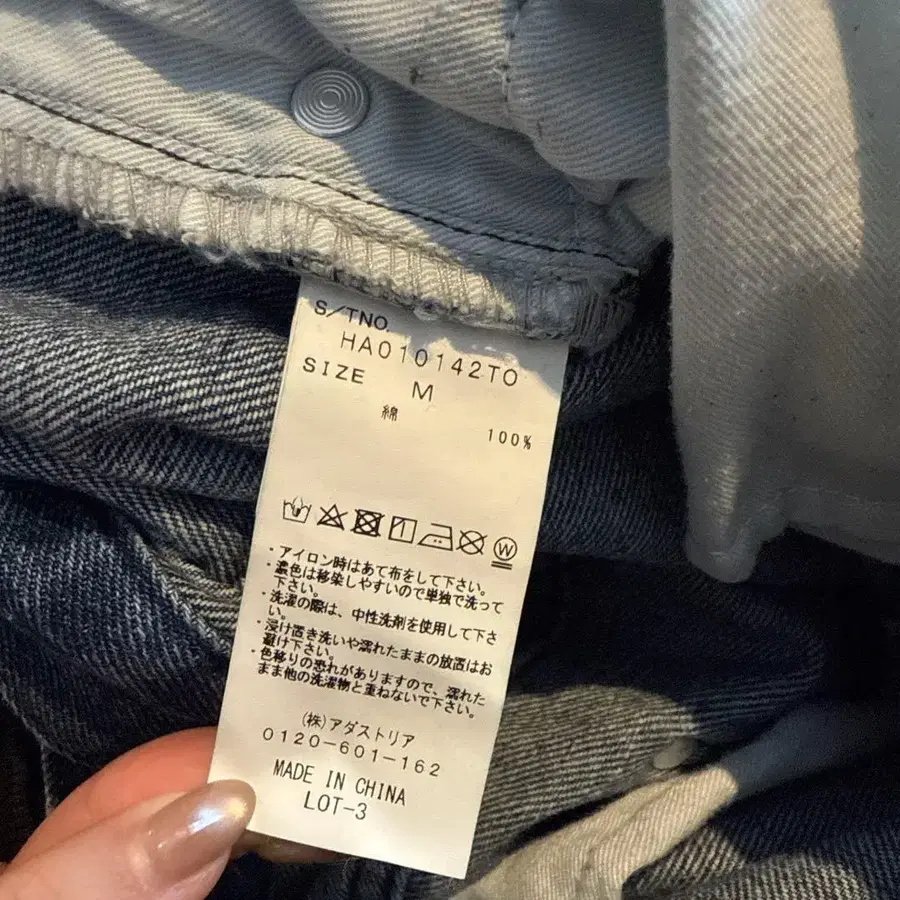 S/TNO.
HA010142TO
SIZE M
綿
100%
W
・アイロン時はあて布をして下さい。
・濃色は移染しやすいので単独で洗って
下さい。
・洗濯の際は、中性洗剤を使用して下さ
い。
・浸け置き洗いや濡れたままの放置はお
避け下さい。
・色移りの恐れがありますので、濡れた
まま他の洗濯物と重ねないで下さい。
(株)アダストリア
0120-601-162
MADE IN CHINA
LOT-3